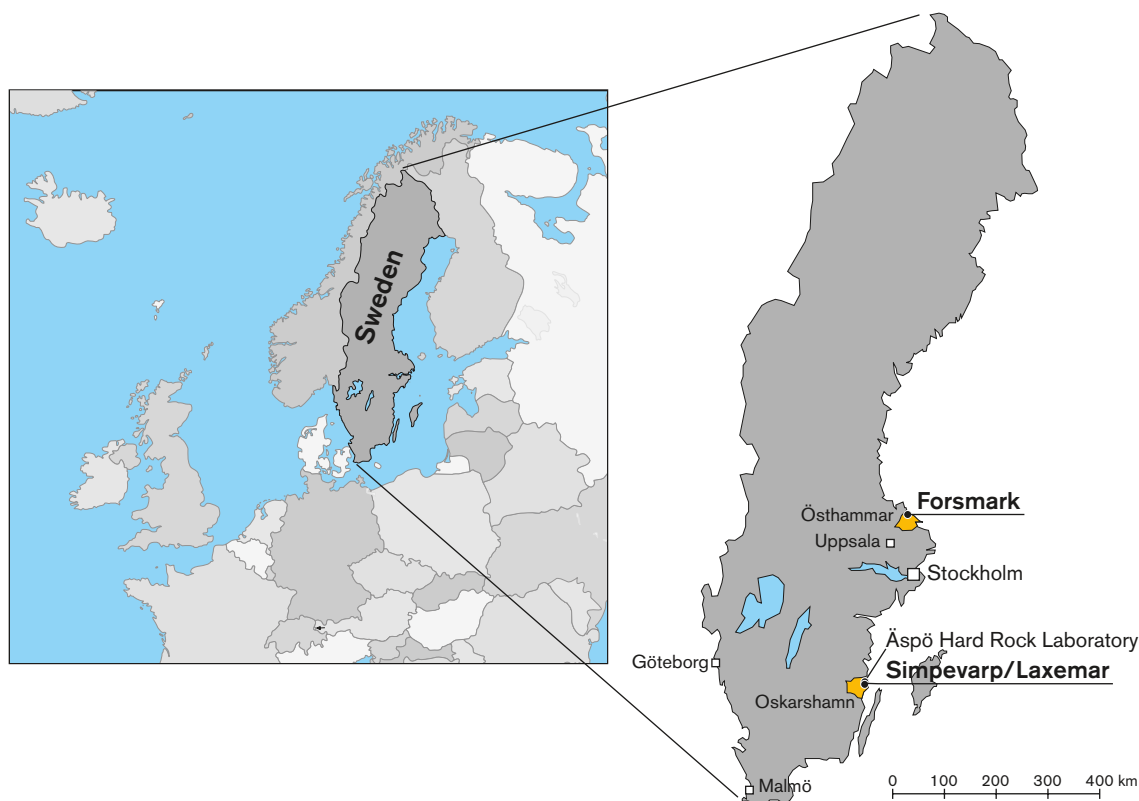 Sweden
Östhammar
Forsmark
Uppsala
Stockholm
Äspö Hard Rock Laboratory
Göteborg
Simpevarp/Laxemar
Oskarshamn
Malmö
0 100 200 300 400 km